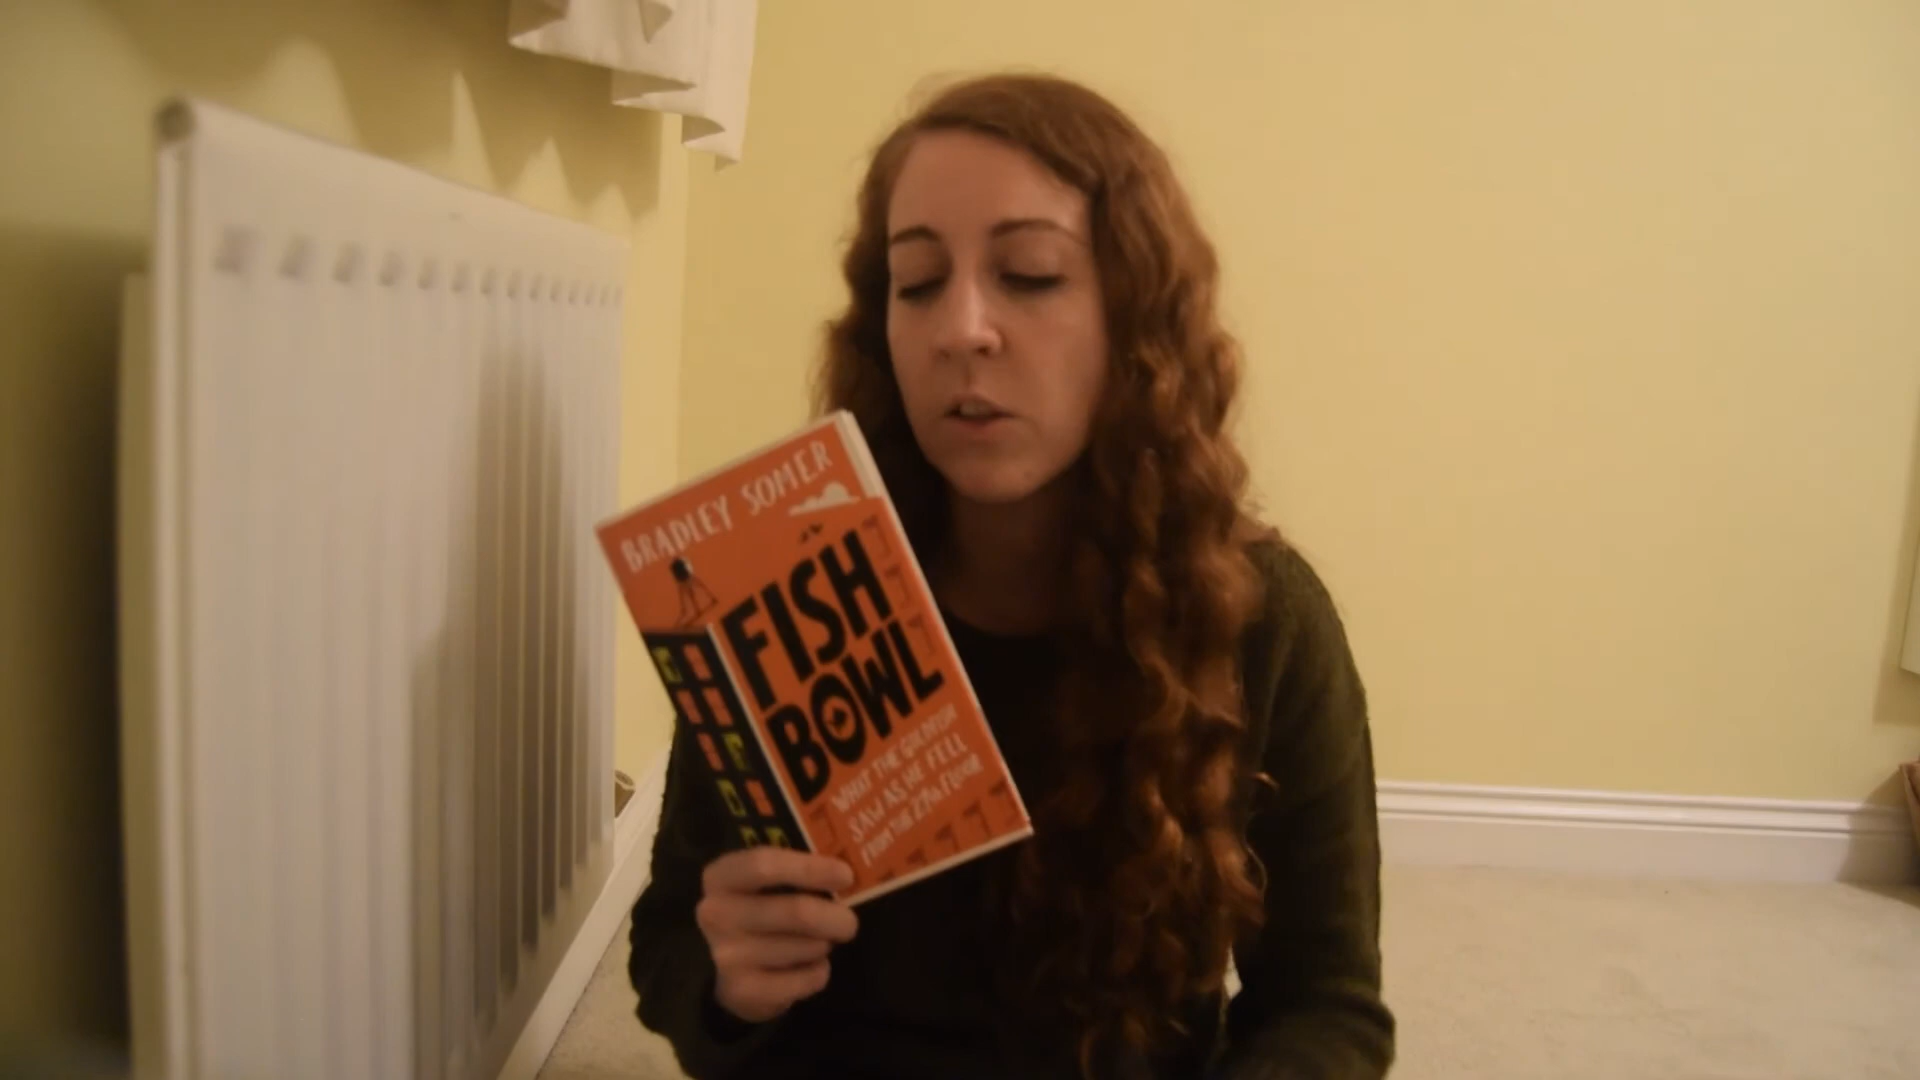 BRADLEY SOMER
FISH
BOWL
WHAT THE GOLDFISH
SAW AS HE FELL
FROM THE 27th FLOOR